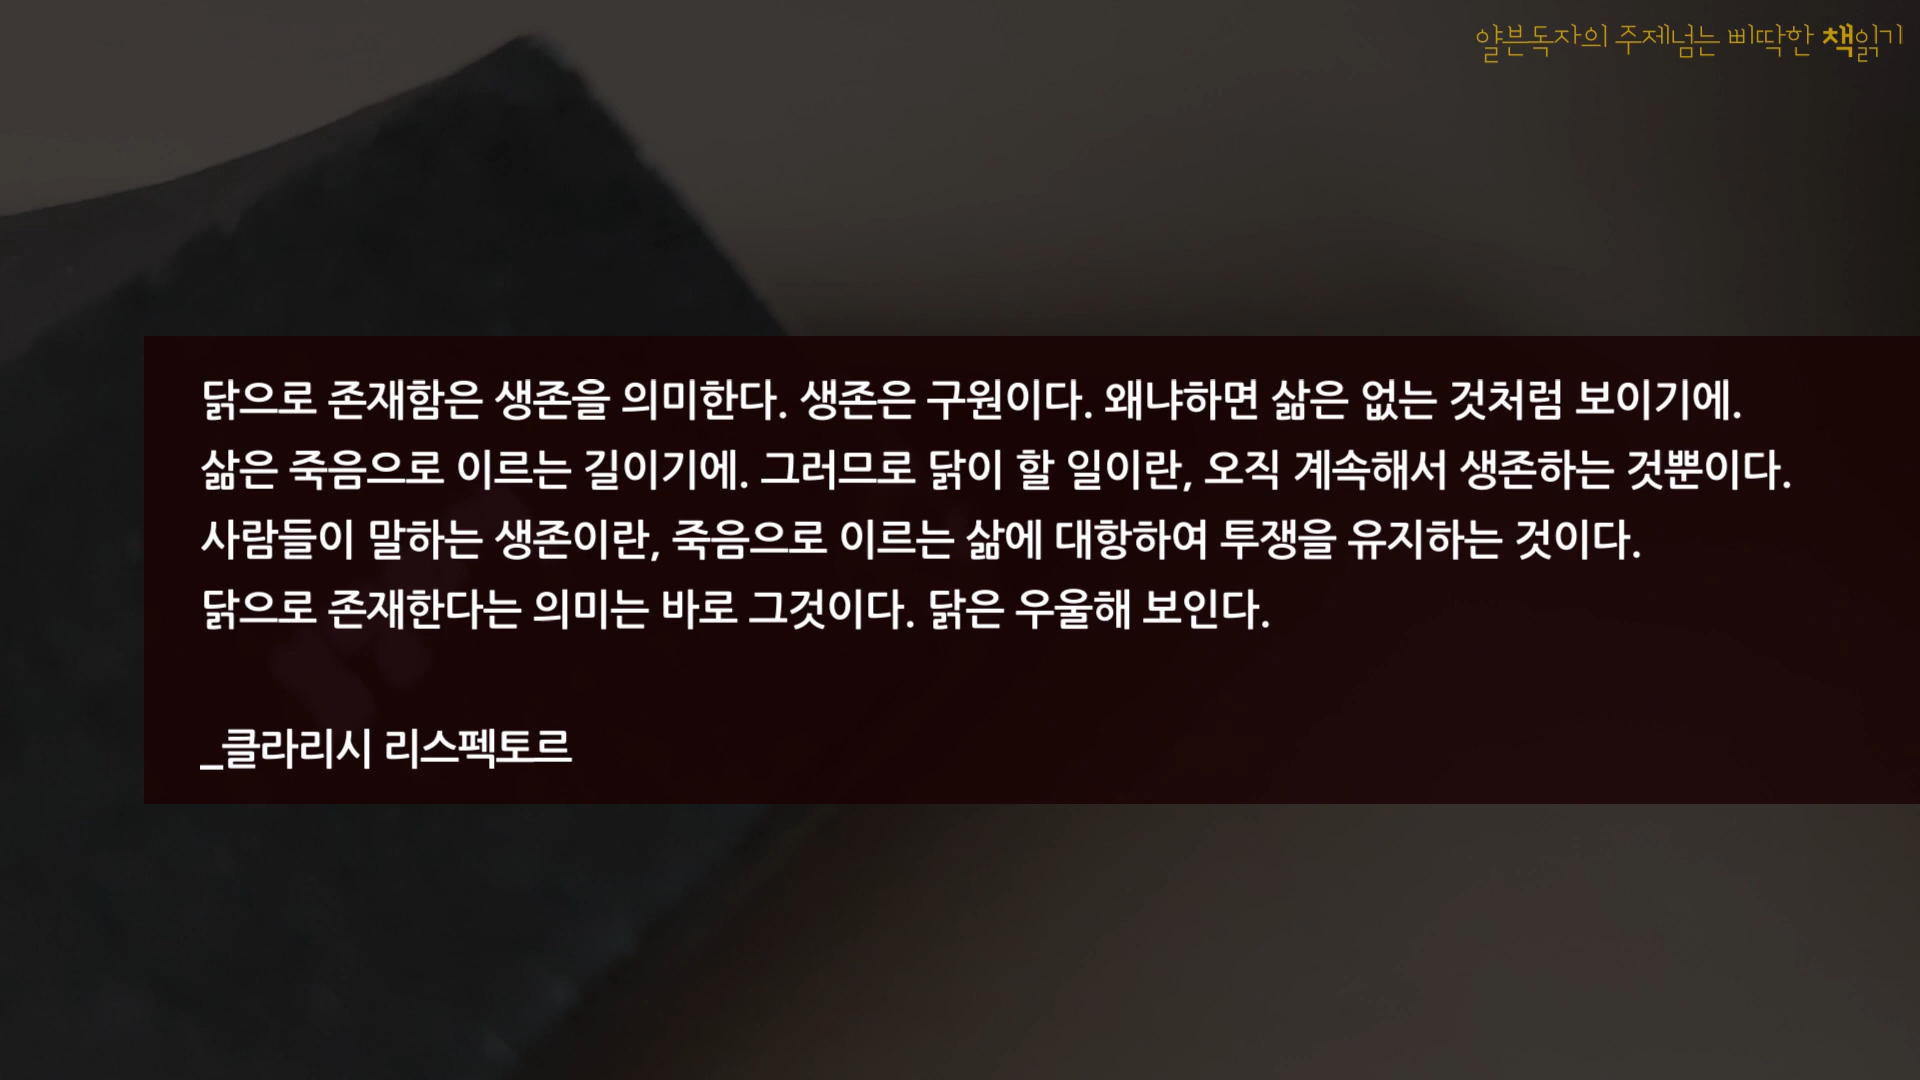 얄븐독자의 주제넘는 삐딱한 책읽기
닭으로 존재함은 생존을 의미한다. 생존은 구원이다. 왜냐하면 삶은 없는 것처럼 보이기에.
삶은 죽음으로 이르는 길이기에. 그러므로 닭이 할 일이란, 오직 계속해서 생존하는 것뿐이다.
사람들이 말하는 생존이란, 죽음으로 이르는 삶에 대항하여 투쟁을 유지하는 것이다.
닭으로 존재한다는 의미는 바로 그것이다. 닭은 우울해 보인다.
_클라리시 리스펙토르